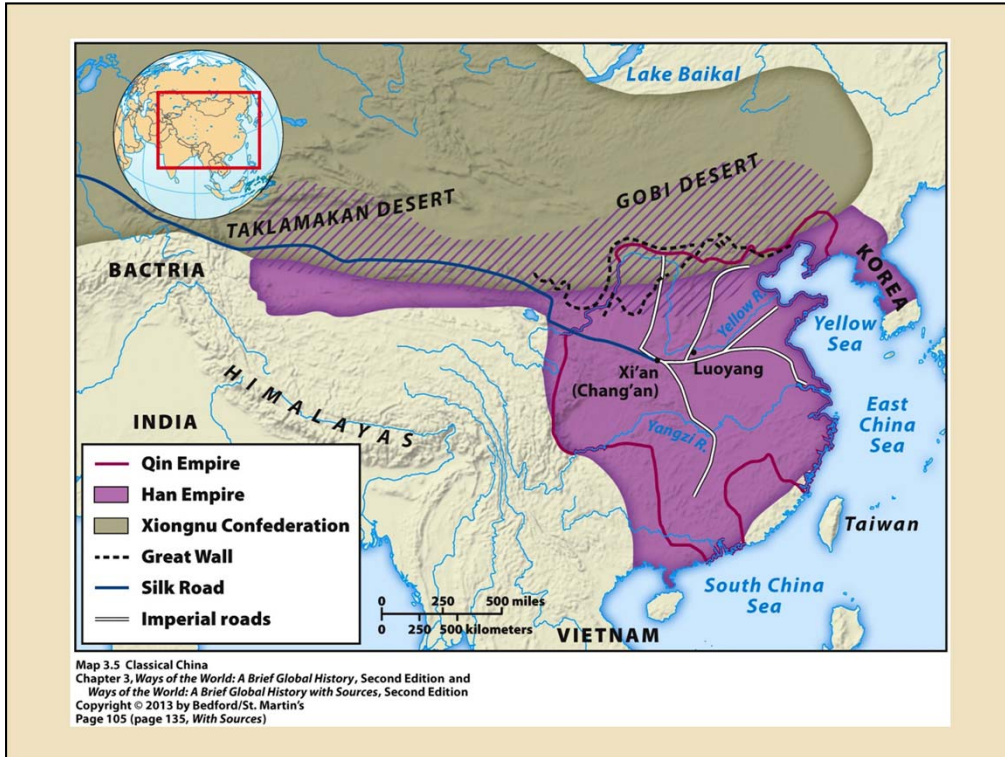 Lake Baikal
TAKLAMAKAN DESERT
GOBI DESERT
BACTRIA
KOREA
Yellow R.
Yellow
Sea
Xi'an
(Chang'an)
Luoyang
HIMALAYAS
INDIA
Yangzi R.
East
China
Sea
Taiwan
South China
Sea
VIETNAM
Qin Empire
Han Empire
Xiongnu Confederation
Great Wall
Silk Road
Imperial roads
0 250 500 miles
0 250 500 kilometers
Map 3.5 Classical China
Chapter 3, Ways of the World: A Brief Global History, Second Edition and
Ways of the World: A Brief Global History with Sources, Second Edition
Copyright © 2013 by Bedford/St. Martin's
Page 105 (page 135, With Sources)